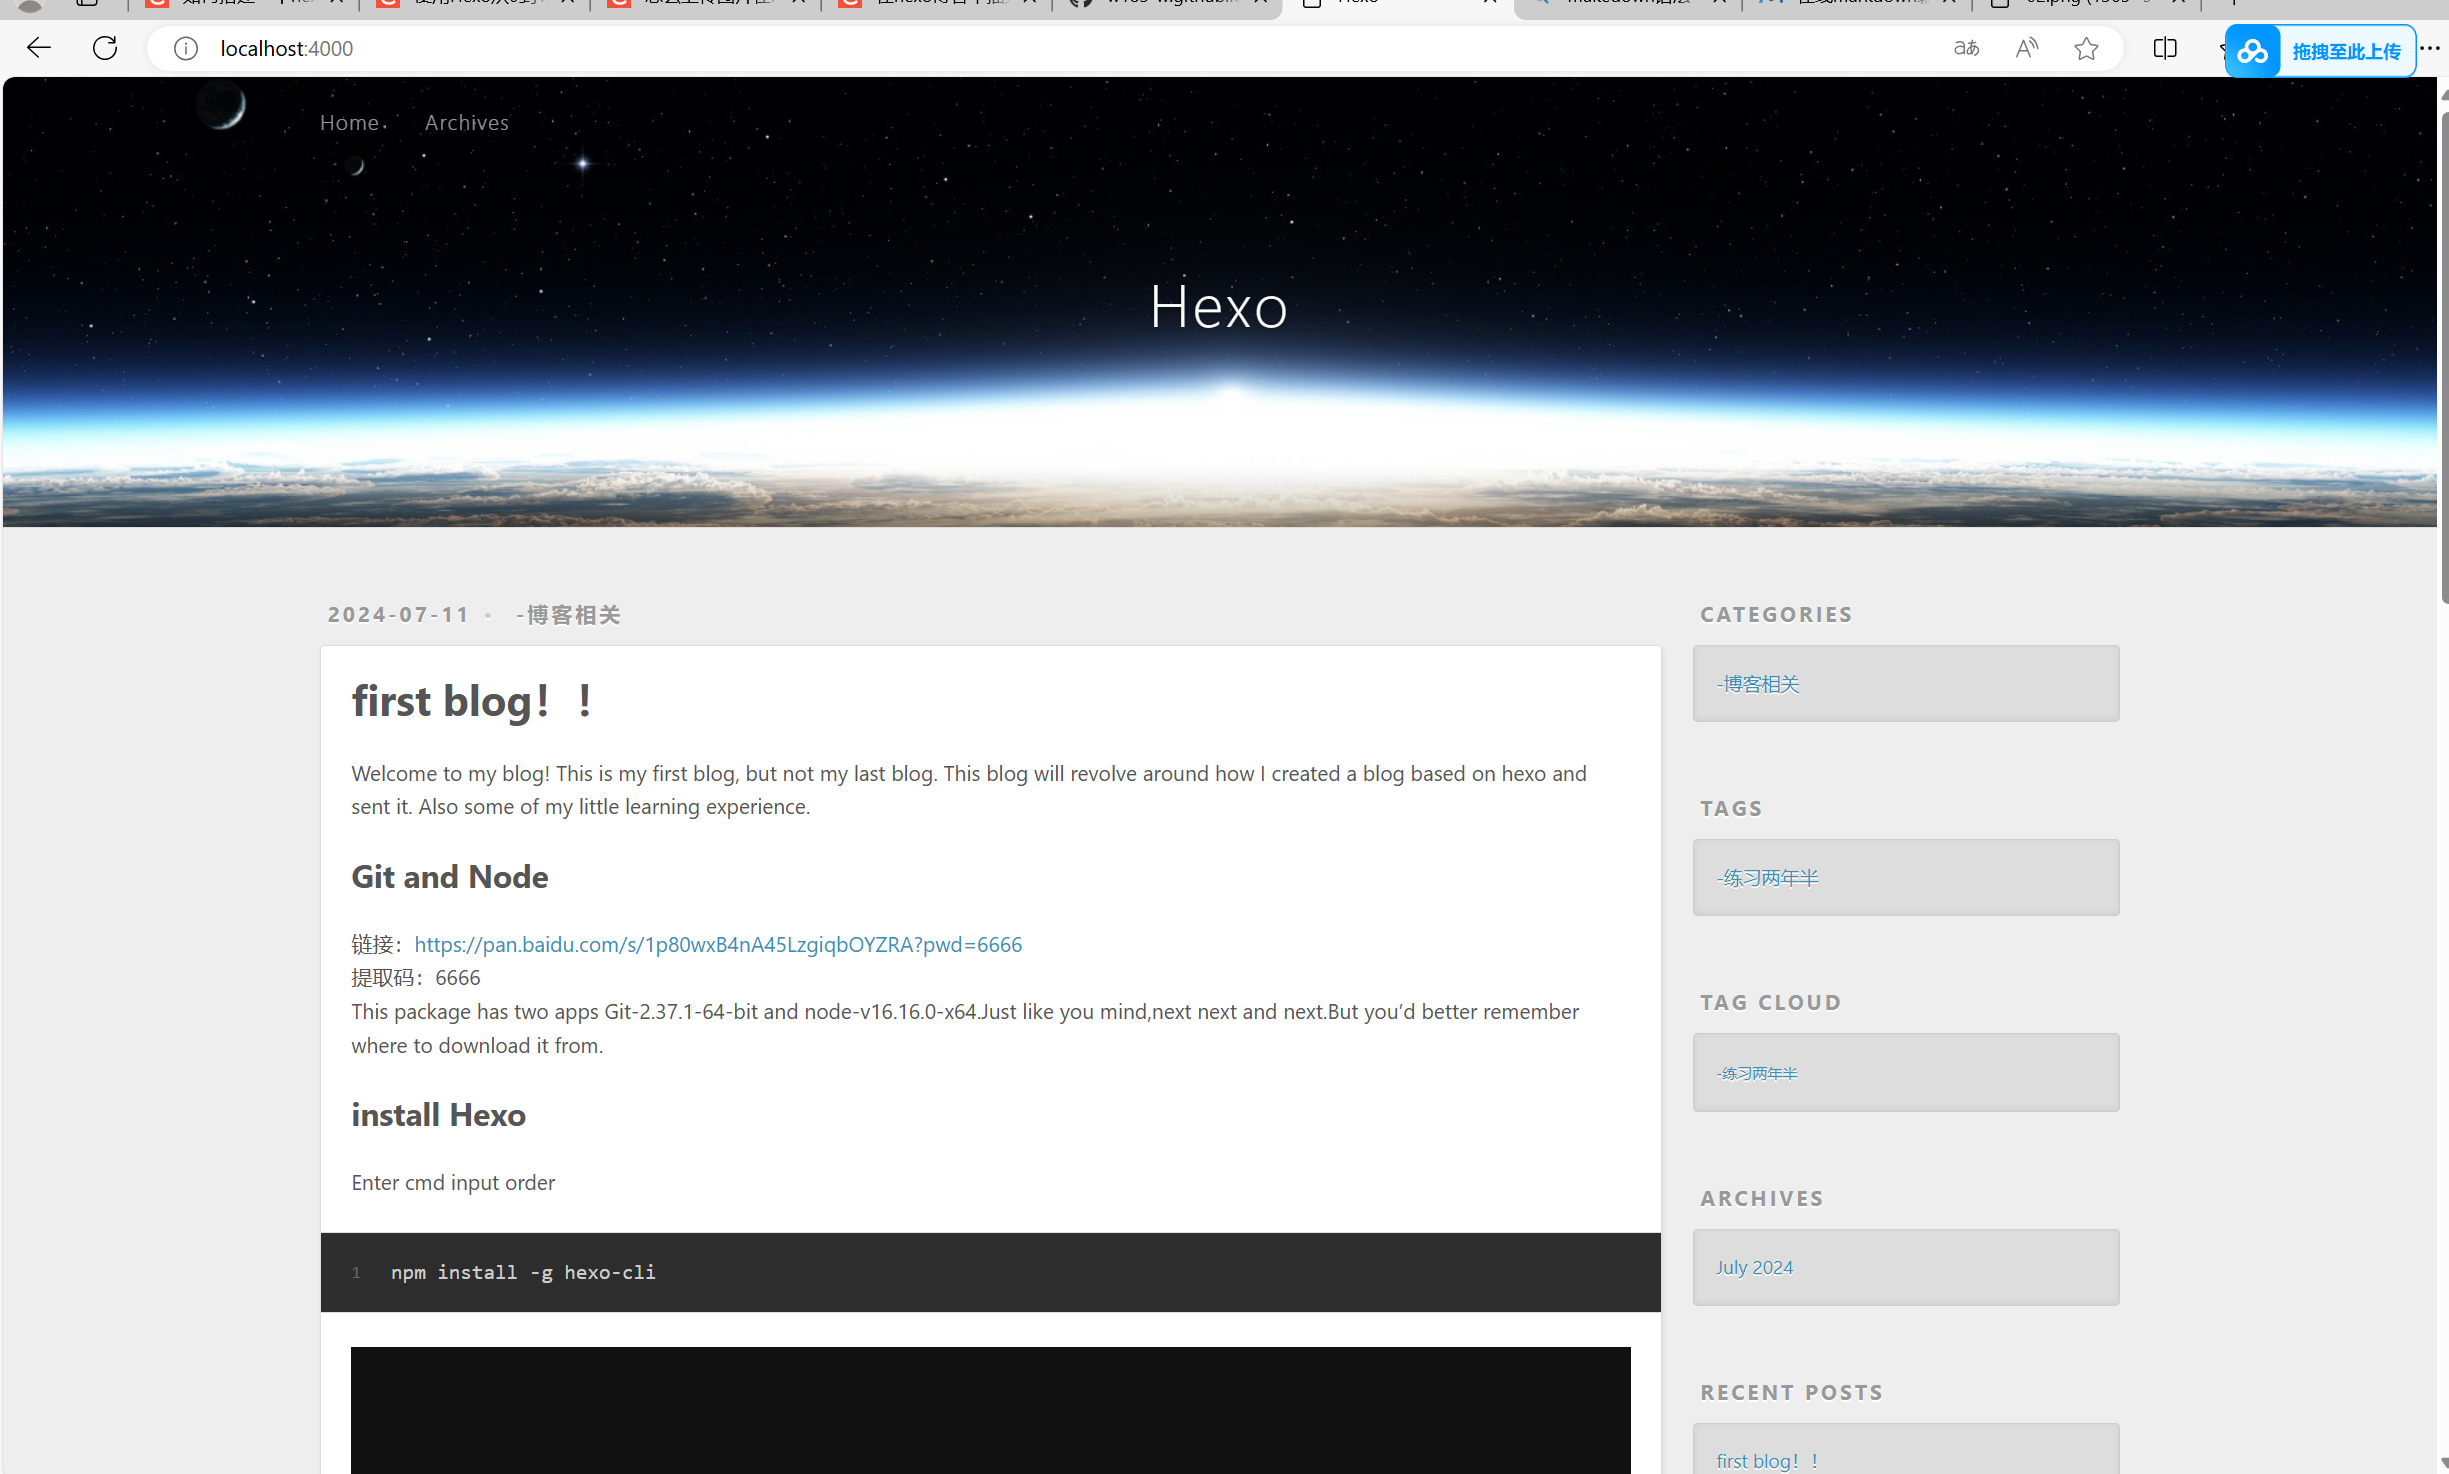 localhost:4000
拖拽至此上传
Home
Archives
Hexo
2024-07-11 • -博客相关
first blog！！
Welcome to my blog! This is my first blog, but not my last blog. This blog will revolve around how I created a blog based on hexo and
sent it. Also some of my little learning experience.
Git and Node
链接：https://pan.baidu.com/s/1p80wxB4nA45LzgiqbOYZRA?pwd=6666
提取码：6666
This package has two apps Git-2.37.1-64-bit and node-v16.16.0-x64.Just like you mind,next next and next.But you’d better remember
where to download it from.
install Hexo
Enter cmd input order
1 npm install -g hexo-cli
CATEGORIES
-博客相关
TAGS
-练习两年半
TAG CLOUD
-练习两年半
ARCHIVES
July 2024
RECENT POSTS
first blog！！